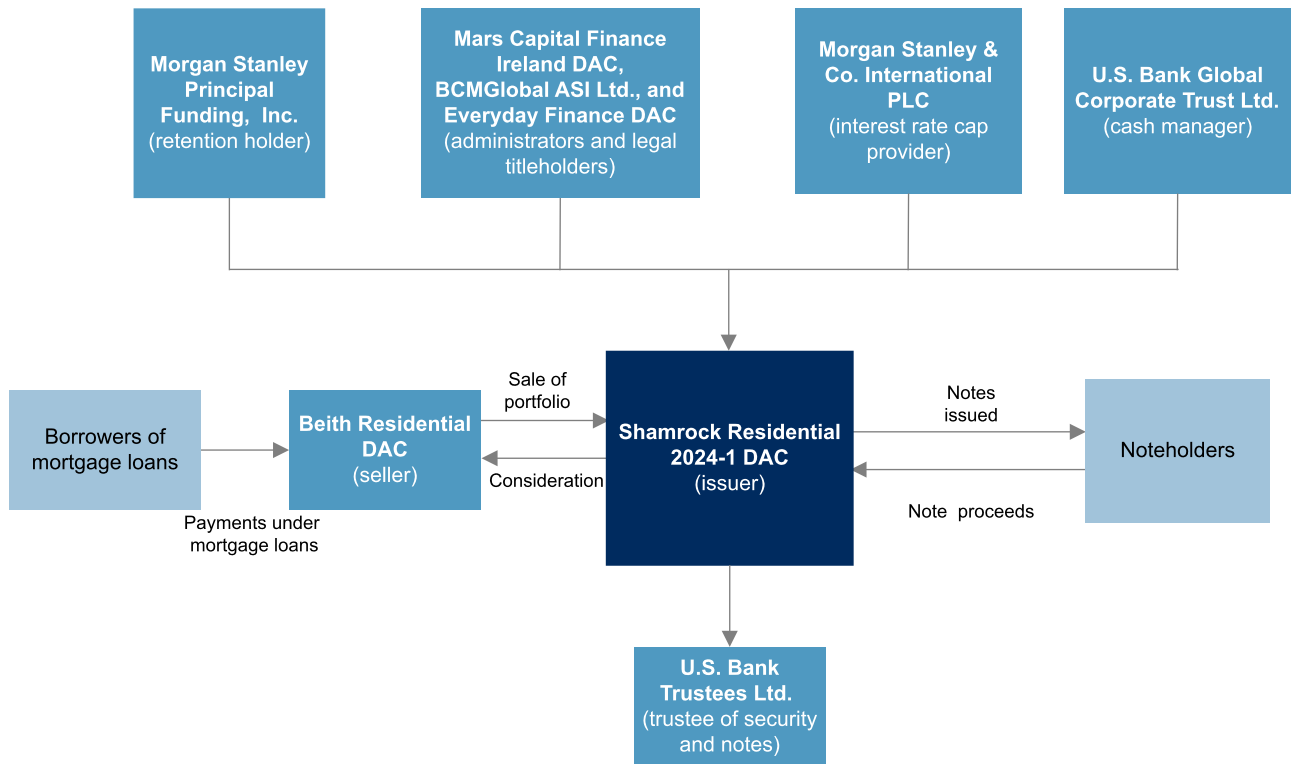 Morgan Stanley
Principal
Funding,  Inc.
(retention holder)
Mars Capital Finance
Ireland DAC,
BCMGlobal ASI Ltd., and
Everyday Finance DAC
(administrators and legal
titleholders)
Morgan Stanley &
Co. International
PLC
(interest rate cap
provider)
U.S. Bank Global
Corporate Trust Ltd.
(cash manager)
Borrowers of
mortgage loans
Payments under
mortgage loans
Beith Residential
DAC
(seller)
Sale of
portfolio
Consideration
Shamrock Residential
2024-1 DAC
(issuer)
Notes
issued
Note  proceeds
Noteholders
U.S. Bank
Trustees Ltd.
(trustee of security
and notes)